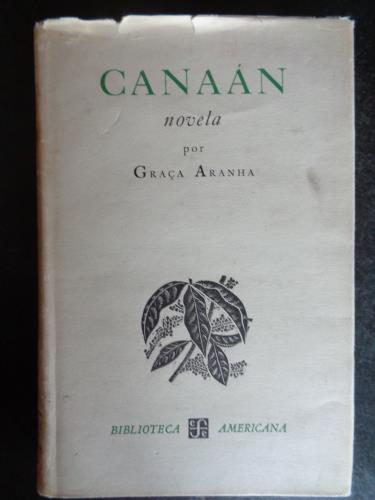 CANAÁN
novela
por
GRAÇA ARANHA
BIBLIOTECA AMERICANA